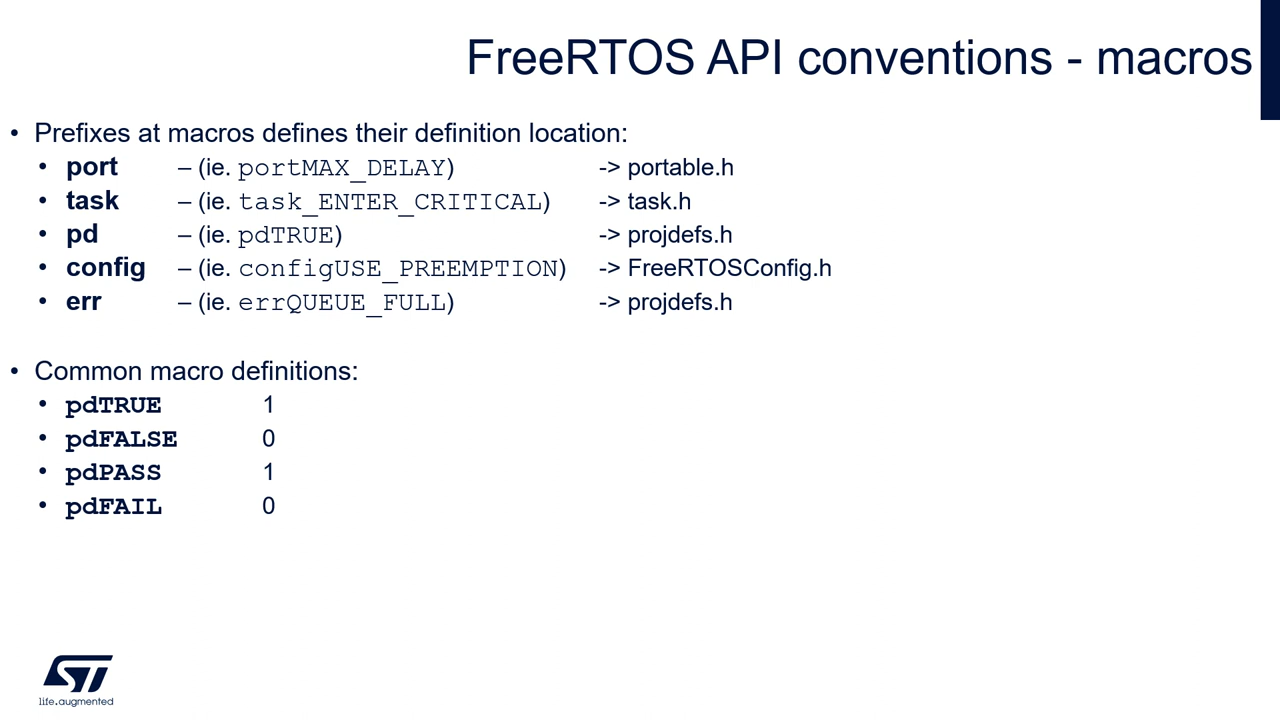 FreeRTOS API conventions - macros
• Prefixes at macros defines their definition location:
• port – (ie. portMAX_DELAY) -> portable.h
• task – (ie. task_ENTER_CRITICAL) -> task.h
• pd – (ie. pdTRUE) -> projdefs.h
• config – (ie. configUSE_PREEMPTION) -> FreeRTOSConfig.h
• err – (ie. errQUEUE_FULL) -> projdefs.h
• Common macro definitions:
• pdTRUE 1
• pdFALSE 0
• pdPASS 1
• pdFAIL 0
ST
life.augmented